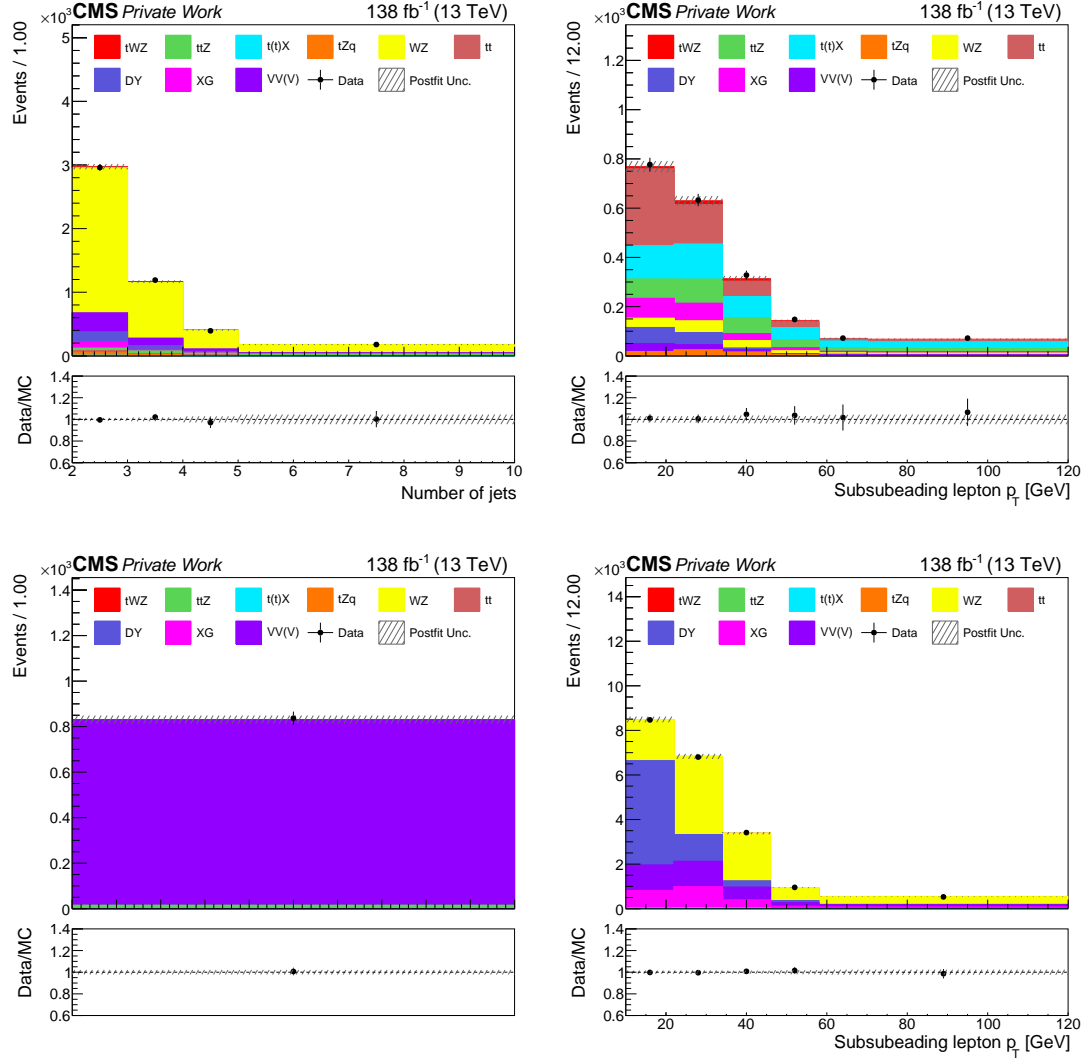 ×10³ CMS Private Work 138 fb⁻¹ (13 TeV)
Events / 1.00
tWZ ttZ t(t)X tZq WZ tt
DY XG VV(V) Data Postfit Unc.
5
4
3
2
1
0
Data/MC
1.4
1.2
1
0.8
0.6
2 3 4 5 6 7 8 9 10
Number of jets
×10³ CMS Private Work 138 fb⁻¹ (13 TeV)
Events / 12.00
tWZ ttZ t(t)X tZq WZ tt
DY XG VV(V) Data Postfit Unc.
1.2
1
0.8
0.6
0.4
0.2
0
Data/MC
1.4
1.2
1
0.8
0.6
20 40 60 80 100 120
Subsubeading lepton p_T [GeV]
×10³ CMS Private Work 138 fb⁻¹ (13 TeV)
Events / 1.00
tWZ ttZ t(t)X tZq WZ tt
DY XG VV(V) Data Postfit Unc.
1.4
1.2
1
0.8
0.6
0.4
0.2
0
Data/MC
1.4
1.2
1
0.8
0.6
×10³ CMS Private Work 138 fb⁻¹ (13 TeV)
Events / 12.00
tWZ ttZ t(t)X tZq WZ tt
DY XG VV(V) Data Postfit Unc.
14
12
10
8
6
4
2
0
Data/MC
1.4
1.2
1
0.8
0.6
20 40 60 80 100 120
Subsubeading lepton p_T [GeV]